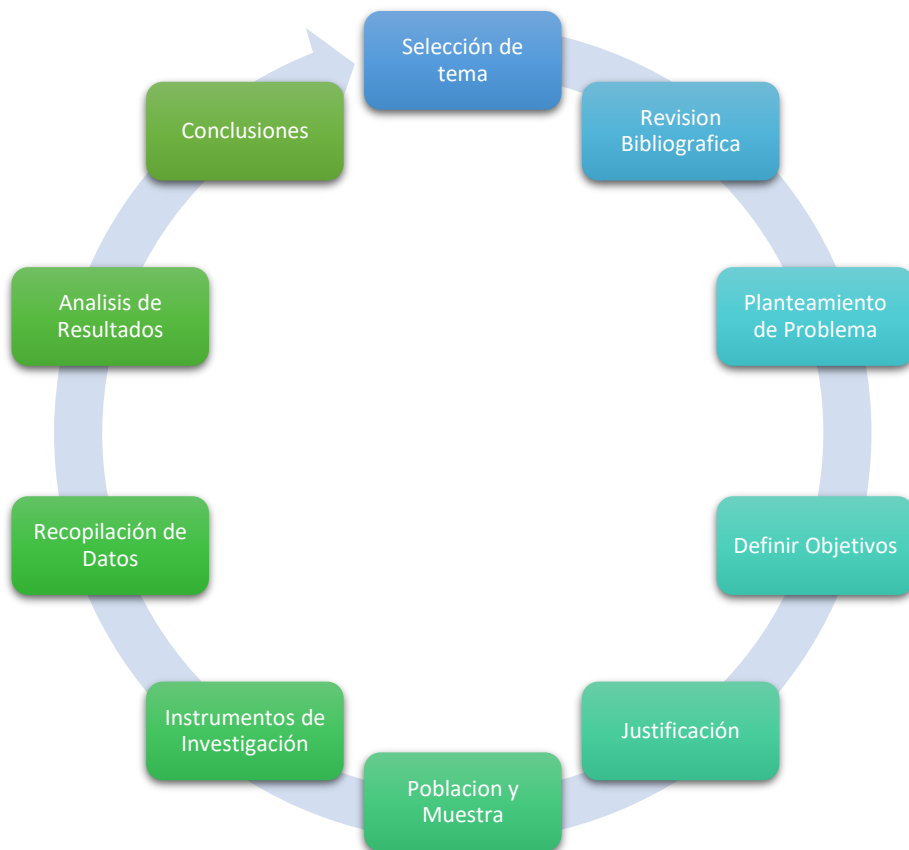 Selección de
tema
Revision
Bibliografica
Planteamiento
de Problema
Definir Objetivos
Justificación
Poblacion y
Muestra
Instrumentos de
Investigación
Recopilación de
Datos
Analisis de
Resultados
Conclusiones